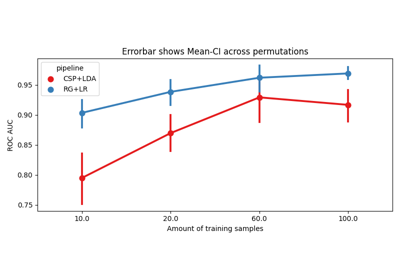 Errorbar shows Mean-CI across permutations
pipeline
CSP+LDA
RG+LR
ROC AUC
0.95
0.90
0.85
0.80
0.75
10.0 20.0 60.0 100.0
Amount of training samples